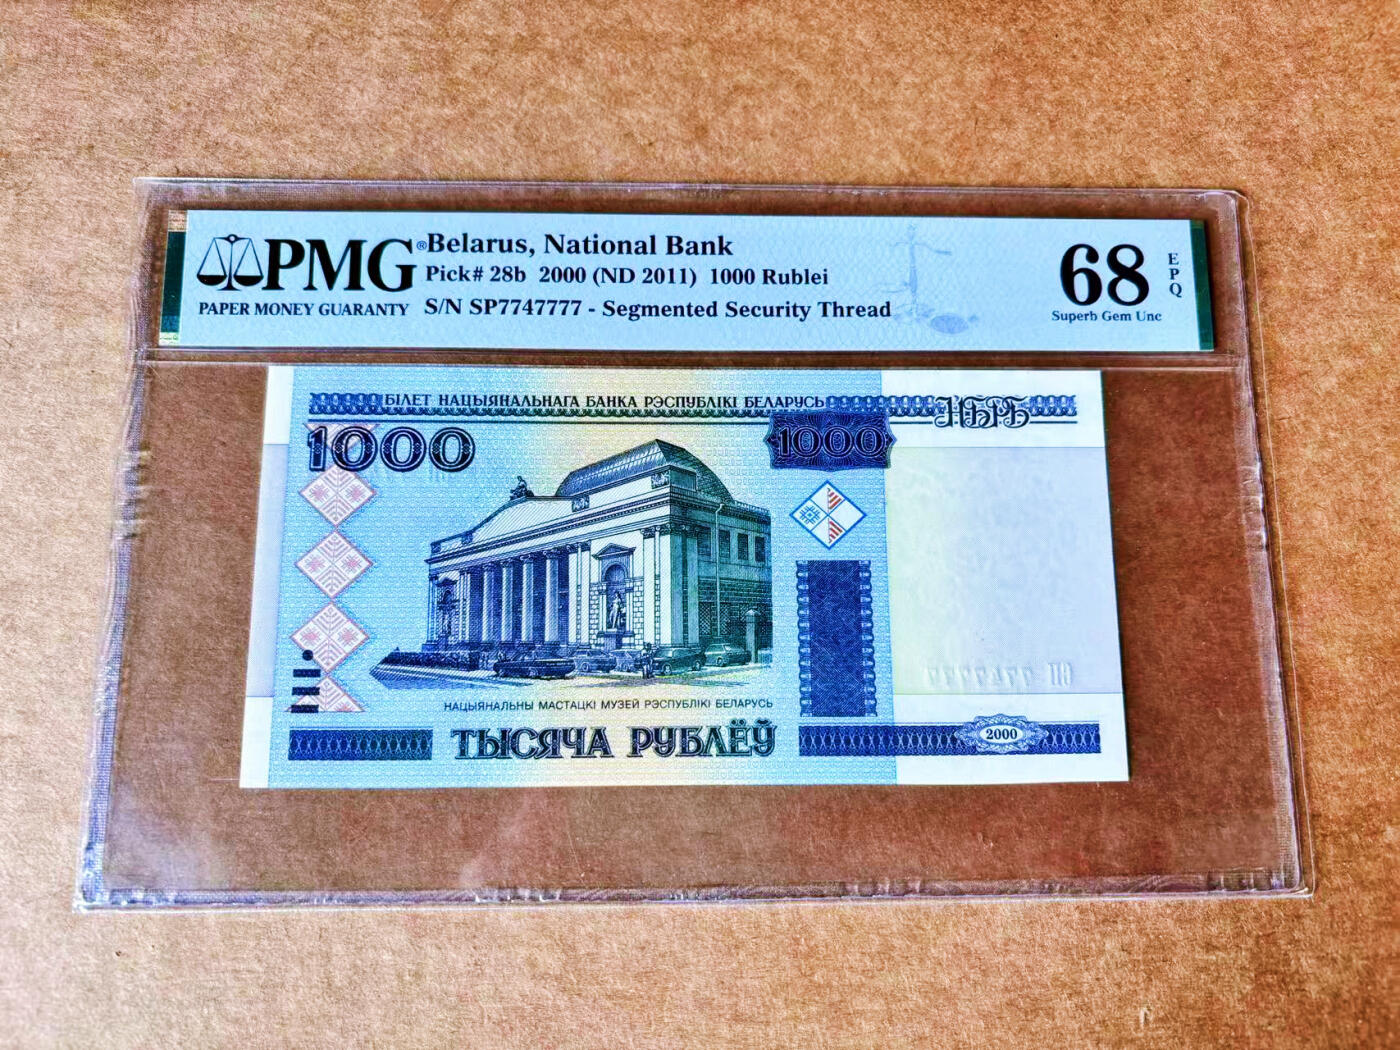 PMG®
PAPER MONEY GUARANTY
Belarus, National Bank
Pick# 28b 2000 (ND 2011) 1000 Rublei
S/N SP7747777 - Segmented Security Thread
68
EPQ
Superb Gem Unc
БІЛЕТ НАЦЫЯНАЛЬНАГА БАНКА РЭСПУБЛІКІ БЕЛАРУСЬ
НБРБ
1000
1000
СП 7747777
НАЦЫЯНАЛЬНЫ МАСТАЦКІ МУЗЕЙ РЭСПУБЛІКІ БЕЛАРУСЬ
ТЫСЯЧА РУБЛЁЎ
2000